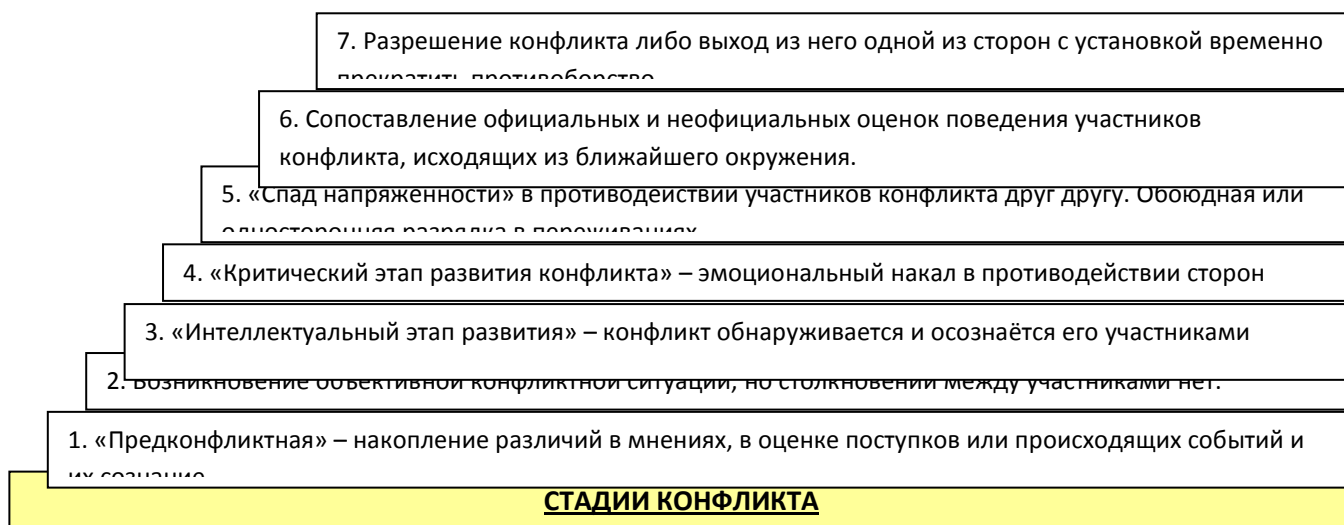 7. Разрешение конфликта либо выход из него одной из сторон с установкой временно
прекратить противоборство
6. Сопоставление официальных и неофициальных оценок поведения участников
конфликта, исходящих из ближайшего окружения.
5. «Спад напряженности» в противодействии участников конфликта друг другу. Обоюдная или
односторонняя разрядка в переживаниях
4. «Критический этап развития конфликта» – эмоциональный накал в противодействии сторон
3. «Интеллектуальный этап развития» – конфликт обнаруживается и осознаётся его участниками
2. Возникновение объективной конфликтной ситуации, но столкновений между участниками нет.
1. «Предконфликтная» – накопление различий в мнениях, в оценке поступков или происходящих событий и
их сознание
СТАДИИ КОНФЛИКТА